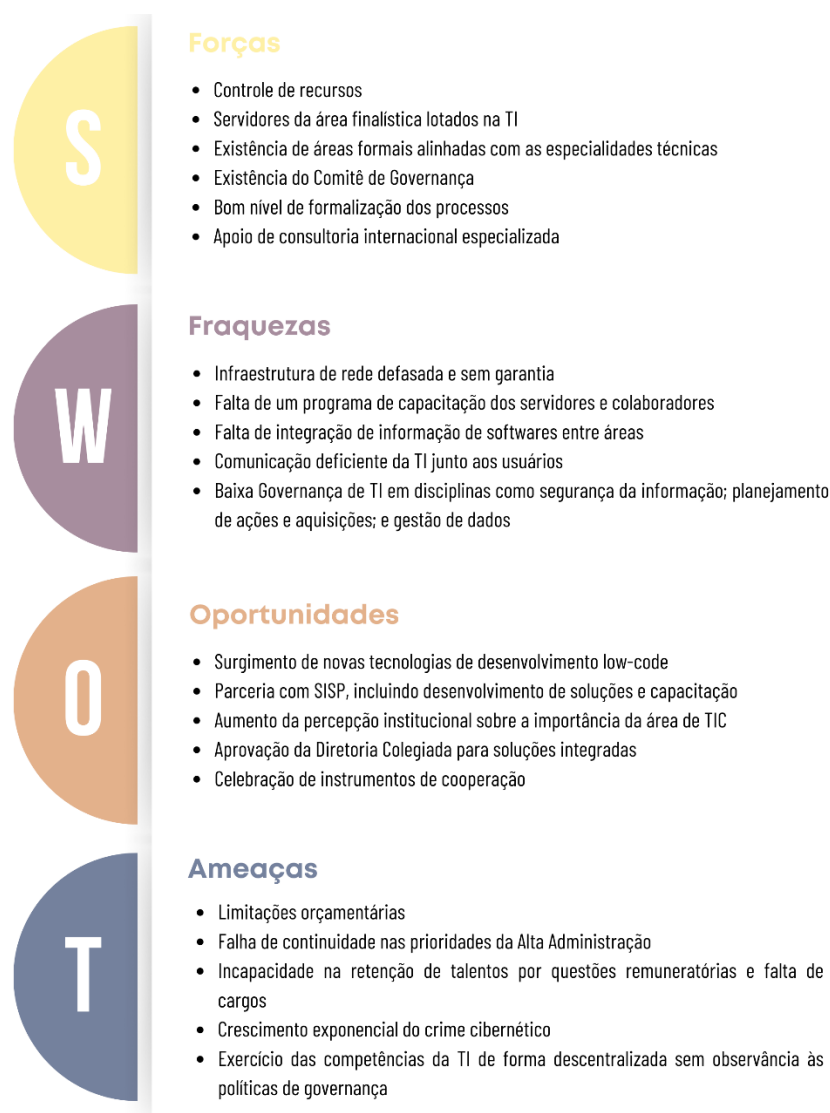 S
Forças
• Controle de recursos
• Servidores da área finalística lotados na TI
• Existência de áreas formais alinhadas com as especialidades técnicas
• Existência do Comitê de Governança
• Bom nível de formalização dos processos
• Apoio de consultoria internacional especializada
W
Fraquezas
• Infraestrutura de rede defasada e sem garantia
• Falta de um programa de capacitação dos servidores e colaboradores
• Falta de integração de informação de softwares entre áreas
• Comunicação deficiente da TI junto aos usuários
• Baixa Governança de TI em disciplinas como segurança da informação; planejamento
de ações e aquisições; e gestão de dados
O
Oportunidades
• Surgimento de novas tecnologias de desenvolvimento low-code
• Parceria com SISP, incluindo desenvolvimento de soluções e capacitação
• Aumento da percepção institucional sobre a importância da área de TIC
• Aprovação da Diretoria Colegiada para soluções integradas
• Celebração de instrumentos de cooperação
T
Ameaças
• Limitações orçamentárias
• Falha de continuidade nas prioridades da Alta Administração
• Incapacidade na retenção de talentos por questões remuneratórias e falta de
cargos
• Crescimento exponencial do crime cibernético
• Exercício das competências da TI de forma descentralizada sem observância às
políticas de governança